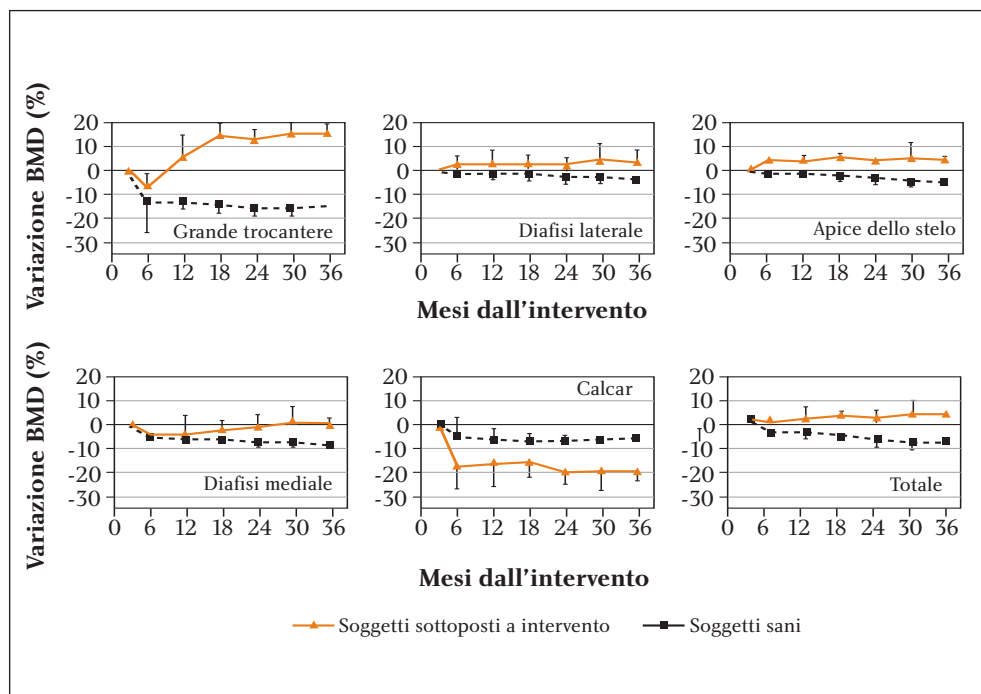 Variazione BMD (%)
20
10
0
-10
-20
-30
Grande trocantere
0 6 12 18 24 30 36
20
10
0
-10
-20
-30
Diafisi laterale
0 6 12 18 24 30 36
20
10
0
-10
-20
-30
Apice dello stelo
0 6 12 18 24 30 36
Mesi dall'intervento
Variazione BMD (%)
20
10
0
-10
-20
-30
Diafisi mediale
0 6 12 18 24 30 36
20
10
0
-10
-20
-30
Calcar
0 6 12 18 24 30 36
20
10
0
-10
-20
-30
Totale
0 6 12 18 24 30 36
Mesi dall'intervento
Soggetti sottoposti a intervento Soggetti sani